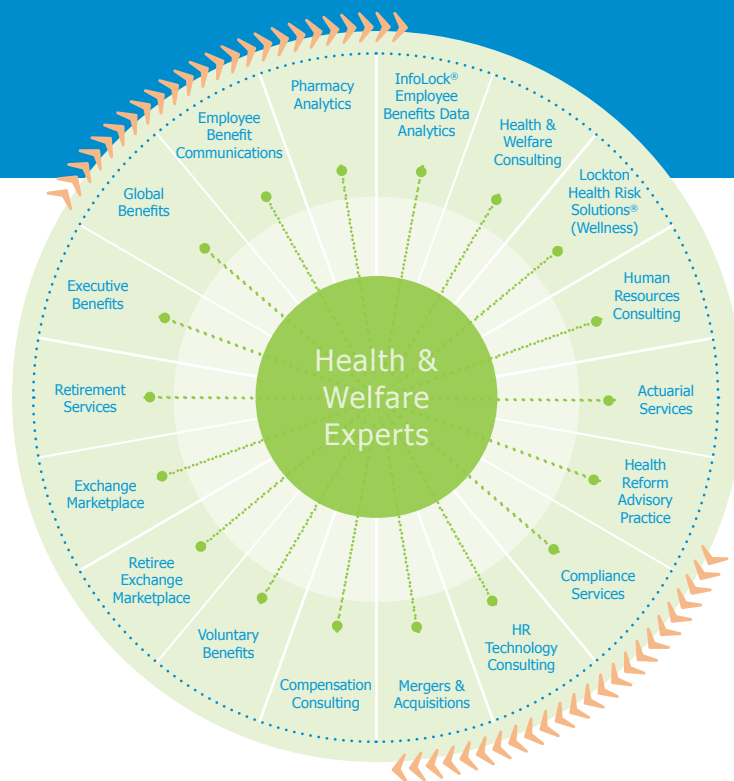 Health &
Welfare
Experts
InfoLock®
Employee
Benefits Data
Analytics
Health &
Welfare
Consulting
Lockton
Health Risk
Solutions®
(Wellness)
Human
Resources
Consulting
Actuarial
Services
Health
Reform
Advisory
Practice
Compliance
Services
HR
Technology
Consulting
Mergers &
Acquisitions
Compensation
Consulting
Voluntary
Benefits
Retiree
Exchange
Marketplace
Exchange
Marketplace
Retirement
Services
Executive
Benefits
Global
Benefits
Employee
Benefit
Communications
Pharmacy
Analytics